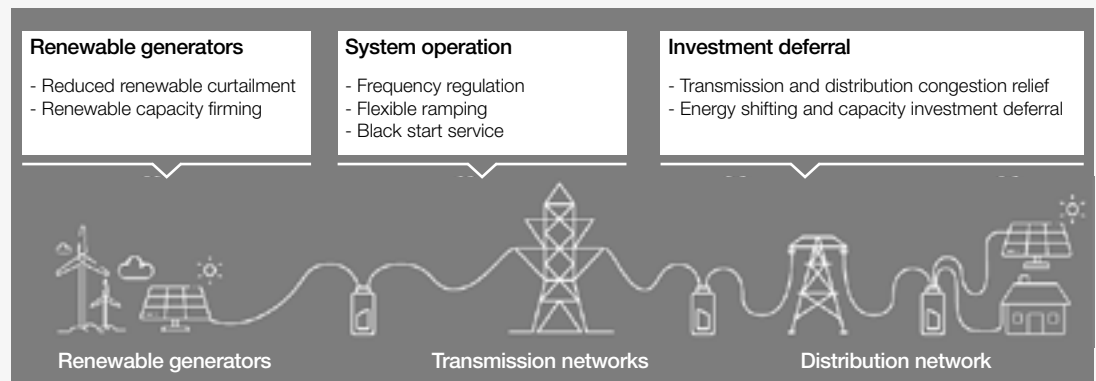 Renewable generators
- Reduced renewable curtailment
- Renewable capacity firming
System operation
- Frequency regulation
- Flexible ramping
- Black start service
Investment deferral
- Transmission and distribution congestion relief
- Energy shifting and capacity investment deferral
Renewable generators
Transmission networks
Distribution network